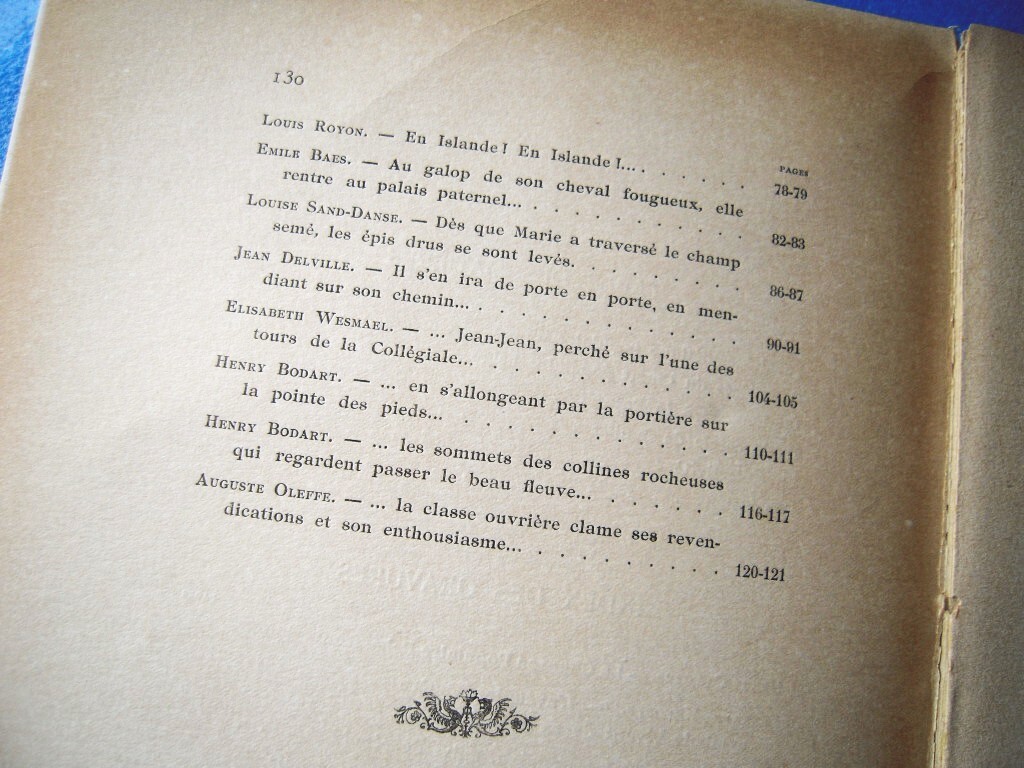 130
PAGES
Louis Royon. — En Islande! En Islande!... . . . . . 78-79
Emile Baes. — Au galop de son cheval fougueux, elle
rentre au palais paternel... . . . . . . . . . . 82-83
Louise Sand-Danse. — Dès que Marie a traversé le champ
semé, les épis drus se sont levés. . . . . . . . 86-87
Jean Delville. — Il s'en ira de porte en porte, en men-
diant sur son chemin... . . . . . . . . . . . . 90-91
Elisabeth Wesmael. — ... Jean-Jean, perché sur l'une des
tours de la Collégiale... . . . . . . . . . . . 104-105
Henry Bodart. — ... en s'allongeant par la portière sur
la pointe des pieds... . . . . . . . . . . . . 110-111
Henry Bodart. — ... les sommets des collines rocheuses
qui regardent passer le beau fleuve... . . . . . . 116-117
Auguste Oleffe. — ... la classe ouvrière clame ses reven-
dications et son enthousiasme... . . . . . . . . . 120-121